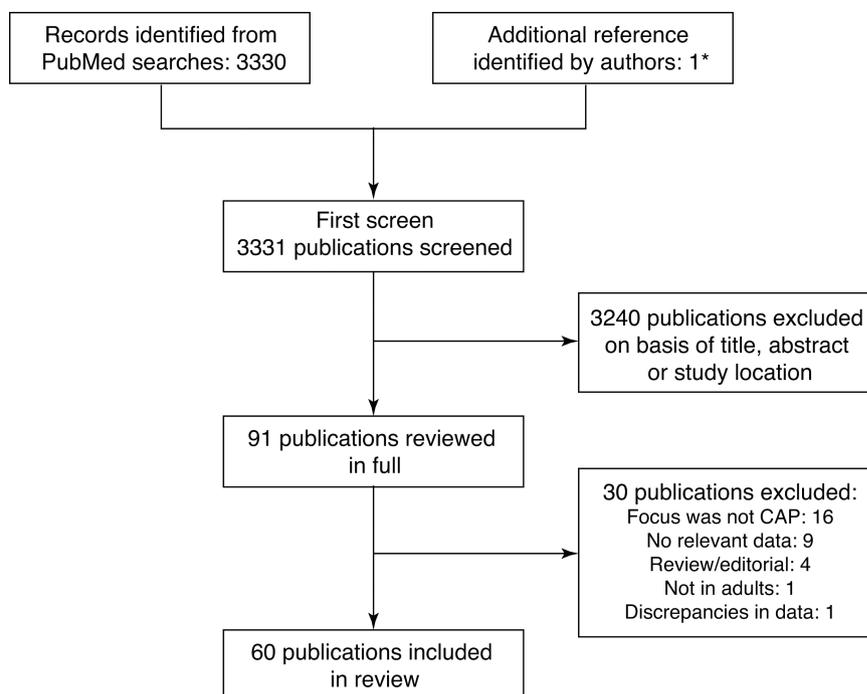 Records identified from
PubMed searches: 3330
Additional reference
identified by authors: 1*
First screen
3331 publications screened
3240 publications excluded
on basis of title, abstract
or study location
91 publications reviewed
in full
30 publications excluded:
Focus was not CAP: 16
No relevant data: 9
Review/editorial: 4
Not in adults: 1
Discrepancies in data: 1
60 publications included
in review